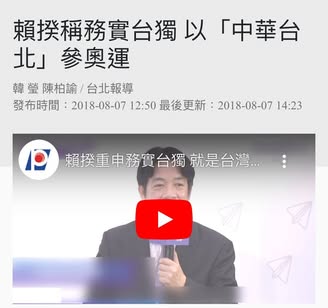 賴揆稱務實台獨 以「中華台
北」參奧運
韓 瑩 陳柏諭 / 台北報導
發布時間：2018-08-07 12:50 最後更新：2018-08-07 14:23
賴揆重申務實台獨 就是台灣...